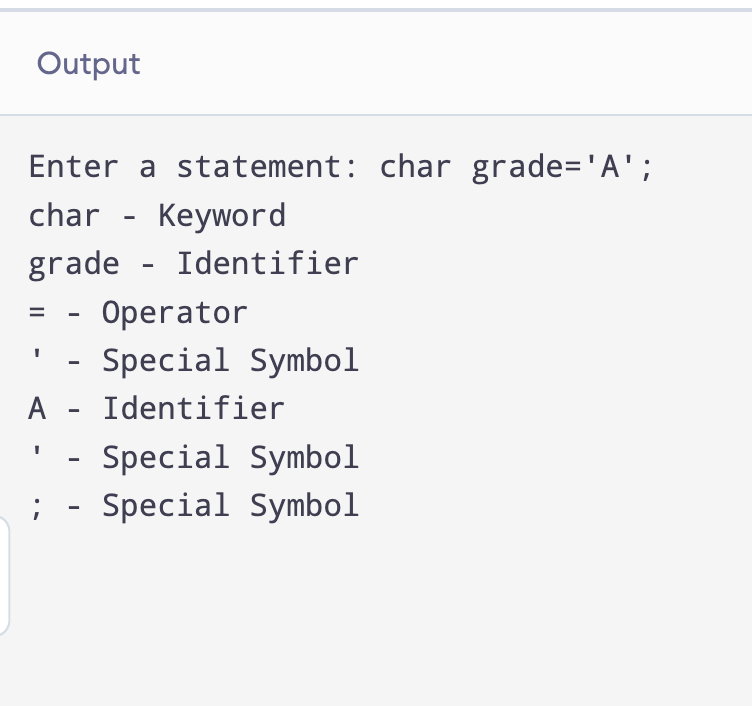 Output
Enter a statement: char grade='A';
char - Keyword
grade - Identifier
= - Operator
' - Special Symbol
A - Identifier
' - Special Symbol
; - Special Symbol